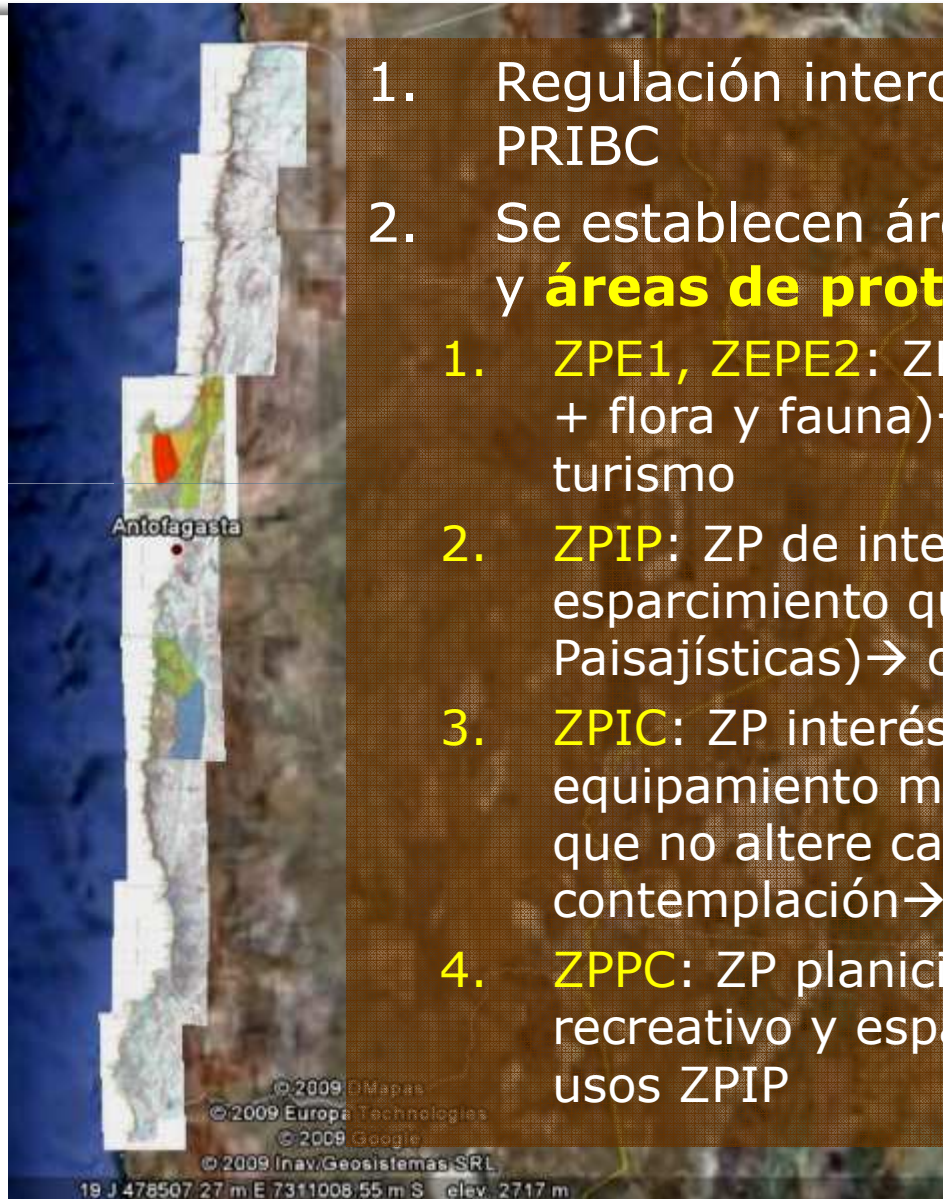 1. Regulación interc
PRIBC
2. Se establecen ár
y áreas de prot
1. ZPE1, ZEPE2: Z
+ flora y fauna)
turismo
2. ZPIP: ZP de inte
esparcimiento q
Paisajísticas)→
3. ZPIC: ZP interés
equipamiento m
que no altere ca
contemplación→
4. ZPPC: ZP planici
recreativo y espa
usos ZPIP
Antofagasta
© 2009 DMapas
© 2009 Europa Technologies
© 2009 Google
© 2009 Inav/Geosistemas SRL
19 J 478507.27 m E 7311008.55 m S elev. 2717 m